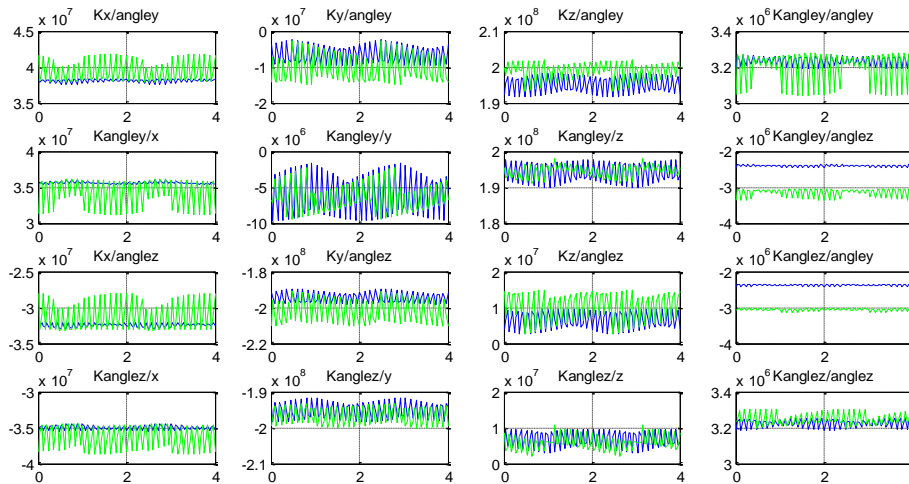 Kx/angley Ky/angley Kz/angley Kangley/angley
x 10^7 x 10^7 x 10^8 x 10^6
4.5 0 2.1 3.4
4 -1 2 3.2
3.5 -2 1.9 3
0 2 4 0 2 4 0 2 4 0 2
Kangley/x Kangley/y Kangley/z Kangley/anglez
x 10^7 x 10^6 x 10^8 x 10^6
4 0 2 -2
3.5 -5 1.9 -3
3 -10 1.8 -4
0 2 4 0 2 4 0 2 4 0 2
Kx/anglez Ky/anglez Kz/anglez Kanglez/angley
x 10^7 x 10^8 x 10^7 x 10^6
-2.5 -1.8 2 -2
-3 -2 1 -3
-3.5 -2.2 0 -4
0 2 4 0 2 4 0 2 4 0 2
Kanglez/x Kanglez/y Kanglez/z Kanglez/anglez
x 10^7 x 10^8 x 10^7 x 10^6
-3 -1.9 2 3.4
-3.5 -2 1 3.2
-4 -2.1 0 3
0 2 4 0 2 4 0 2 4 0 2